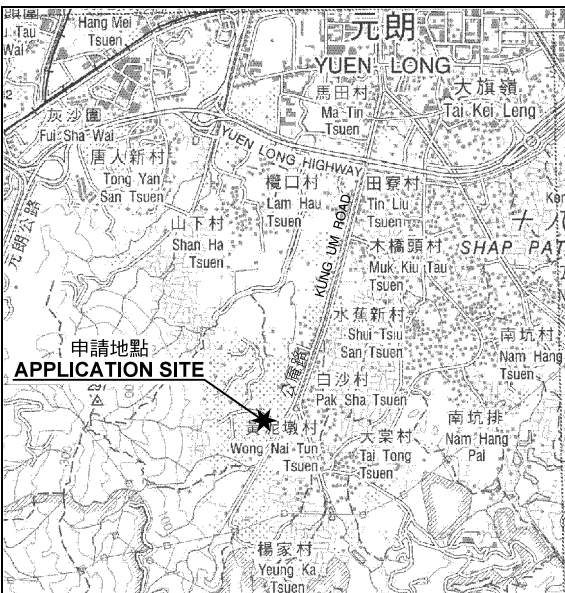 元朗
Hang Mei
Tsuen
Tau
Wai
YUEN LONG
馬田村
Ma Tin
Tsuen
大旗嶺
Tai Kei Leng
灰沙圍
Fui Sha Wai
YUEN LONG HIGHWAY
唐人新村
Tong Yan
San Tsuen
欖口村
Lam Hau
Tsuen
田寮村
Tin Liu
Tsuen
元朗公路
山下村
Shan Ha
Tsuen
KUNG UM ROAD
木橋頭村
Muk Kiu Tau
Tsuen
十八
SHAP PAT
水蕉新村
Shui Tsiu
San Tsuen
南坑村
Nam Hang
Tsuen
申請地點
APPLICATION SITE
公庵路
白沙村
Pak Sha Tsuen
297
300
黃泥墩村
Wong Nai Tun
Tsuen
大棠村
Tai Tong
Tsuen
南坑排
Nam Hang
Pai
楊家村
Yeung Ka
Tsuen